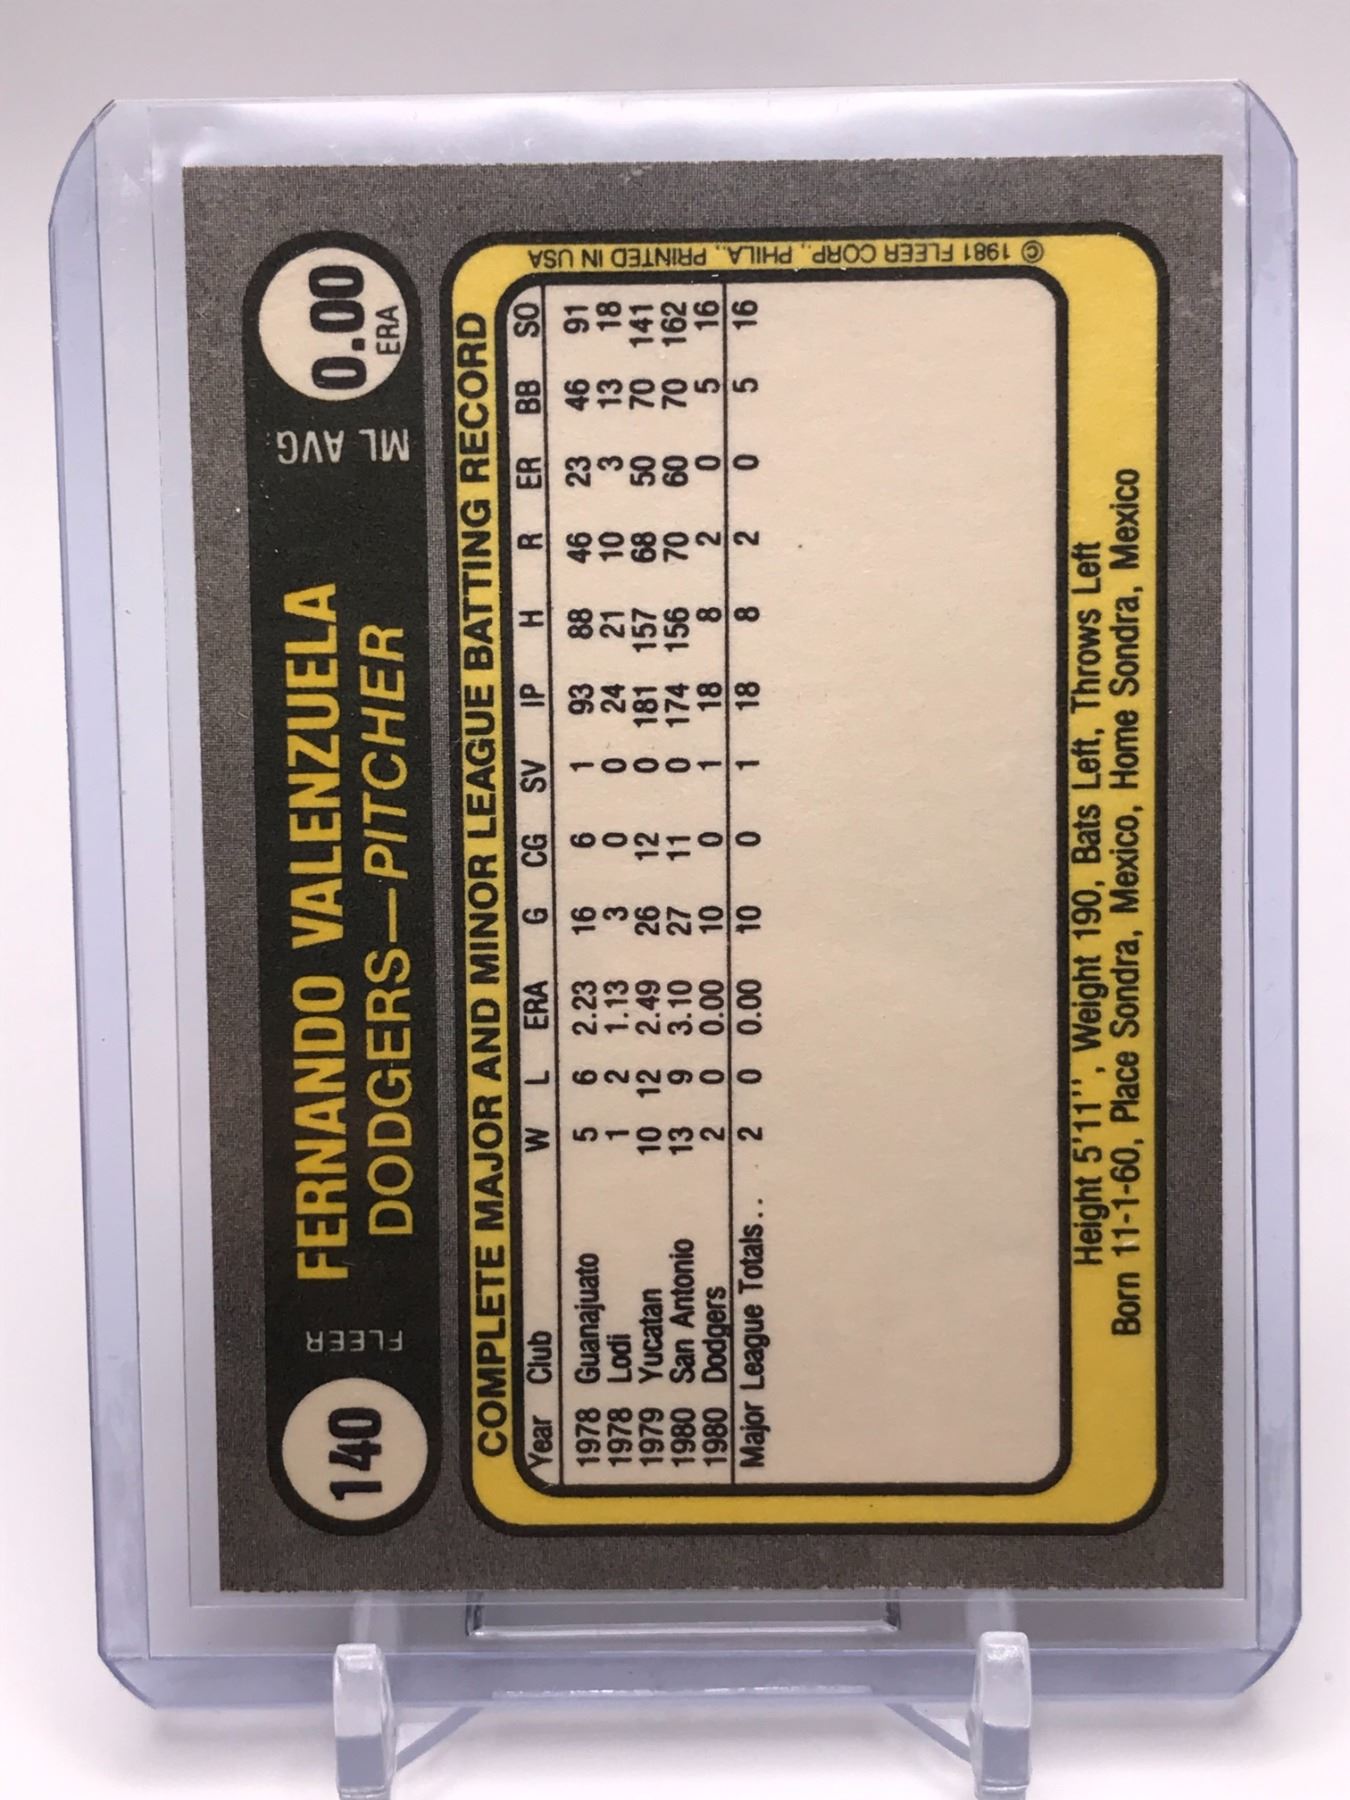 140
FLEER
FERNANDO VALENZUELA
DODGERS—PITCHER
ML AVG.
0.00
ERA
COMPLETE MAJOR AND MINOR LEAGUE BATTING RECORD
Year Club W L ERA G CG SV IP H R ER BB SO
1978 Guanajuato 5 6 2.23 16 6 1 93 88 46 23 46 91
1978 Lodi 1 2 1.13 3 0 0 24 21 10 3 13 18
1979 Yucatan 10 12 2.49 26 12 0 181 157 68 50 70 141
1980 San Antonio 13 9 3.10 27 11 0 174 156 70 60 70 162
1980 Dodgers 2 0 0.00 10 0 1 18 8 2 0 5 16
Major League Totals... 2 0 0.00 10 0 1 18 8 2 0 5 16
Height 5'11", Weight 190, Bats Left, Throws Left
Born 11-1-60, Place Sondra, Mexico, Home Sondra, Mexico
© 1981 FLEER CORP., PHILA., PRINTED IN USA